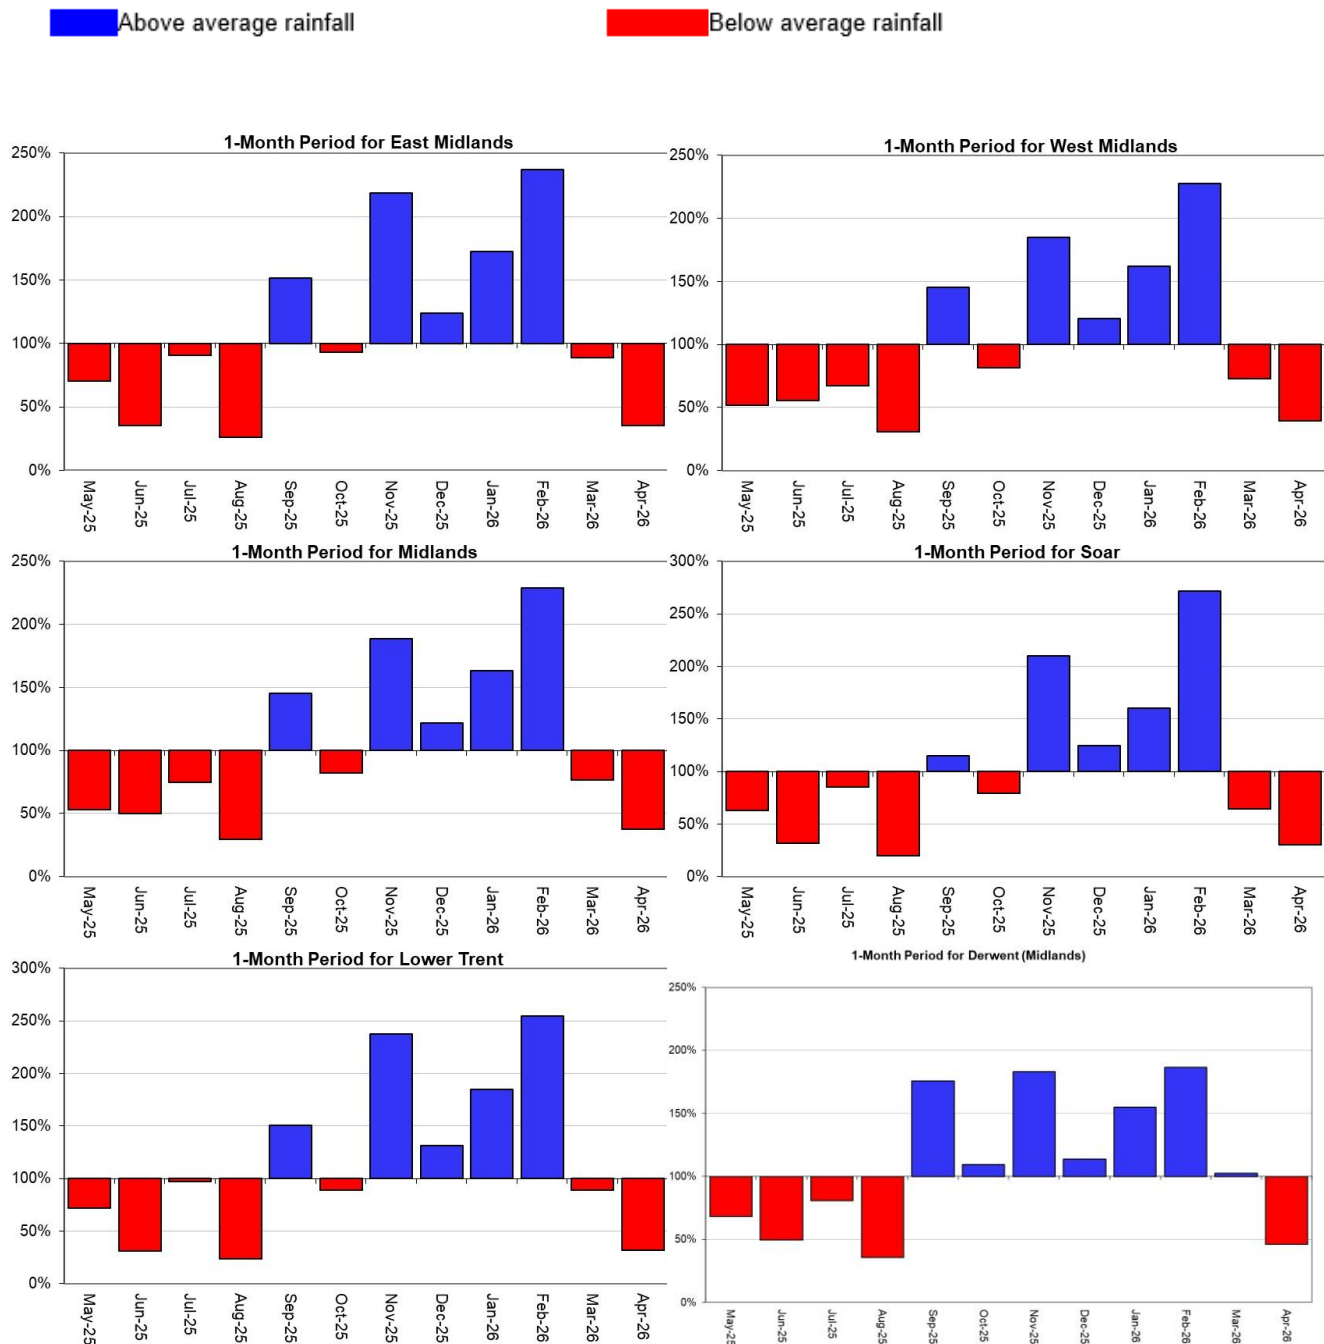 Above average rainfall
Below average rainfall
1-Month Period for East Midlands
250%
200%
150%
100%
50%
0%
May-25
Jun-25
Jul-25
Aug-25
Sep-25
Oct-25
Nov-25
Dec-25
Jan-26
Feb-26
Mar-26
Apr-26
1-Month Period for West Midlands
250%
200%
150%
100%
50%
0%
May-25
Jun-25
Jul-25
Aug-25
Sep-25
Oct-25
Nov-25
Dec-25
Jan-26
Feb-26
Mar-26
Apr-26
1-Month Period for Midlands
250%
200%
150%
100%
50%
0%
May-25
Jun-25
Jul-25
Aug-25
Sep-25
Oct-25
Nov-25
Dec-25
Jan-26
Feb-26
Mar-26
Apr-26
1-Month Period for Soar
300%
250%
200%
150%
100%
50%
0%
May-25
Jun-25
Jul-25
Aug-25
Sep-25
Oct-25
Nov-25
Dec-25
Jan-26
Feb-26
Mar-26
Apr-26
1-Month Period for Lower Trent
300%
250%
200%
150%
100%
50%
0%
May-25
Jun-25
Jul-25
Aug-25
Sep-25
Oct-25
Nov-25
Dec-25
Jan-26
Feb-26
Mar-26
Apr-26
1-Month Period for Derwent (Midlands)
250%
200%
150%
100%
50%
0%
May-25
Jun-25
Jul-25
Aug-25
Sep-25
Oct-25
Nov-25
Dec-25
Jan-26
Feb-26
Mar-26
Apr-26